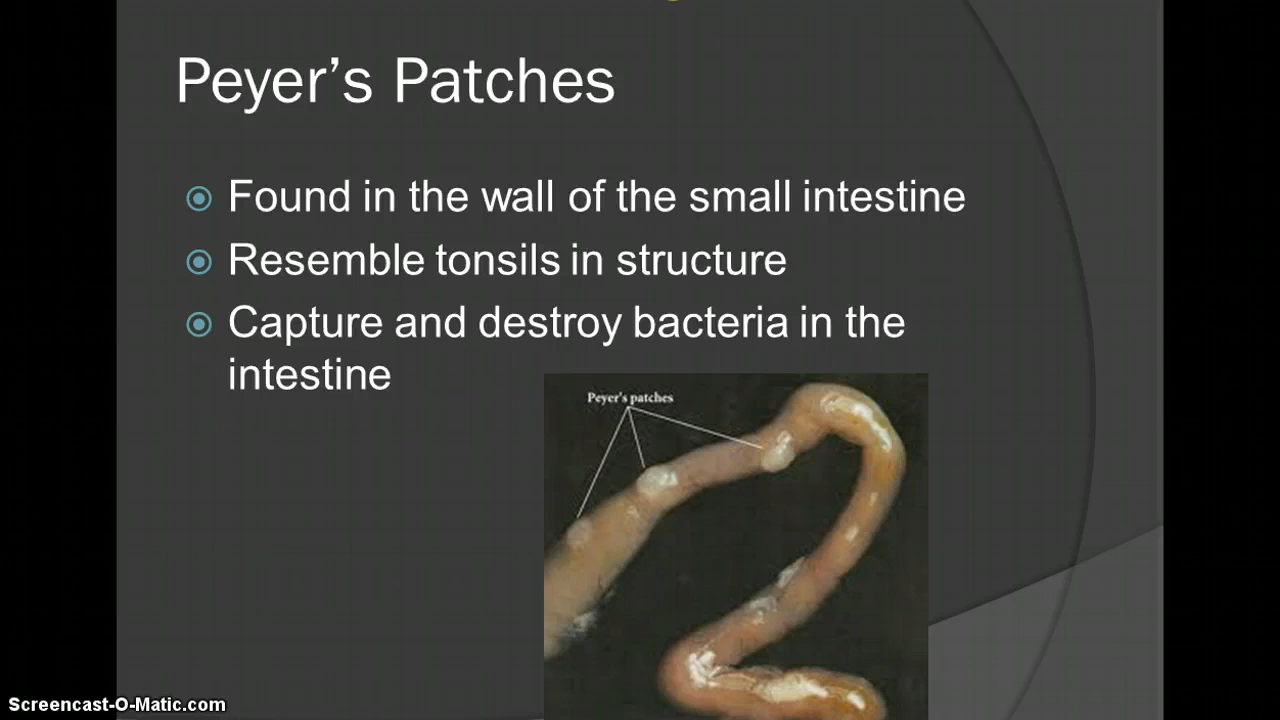 Peyer’s Patches
Found in the wall of the small intestine
Resemble tonsils in structure
Capture and destroy bacteria in the
intestine
Peyer's patches
Screencast-O-Matic.com